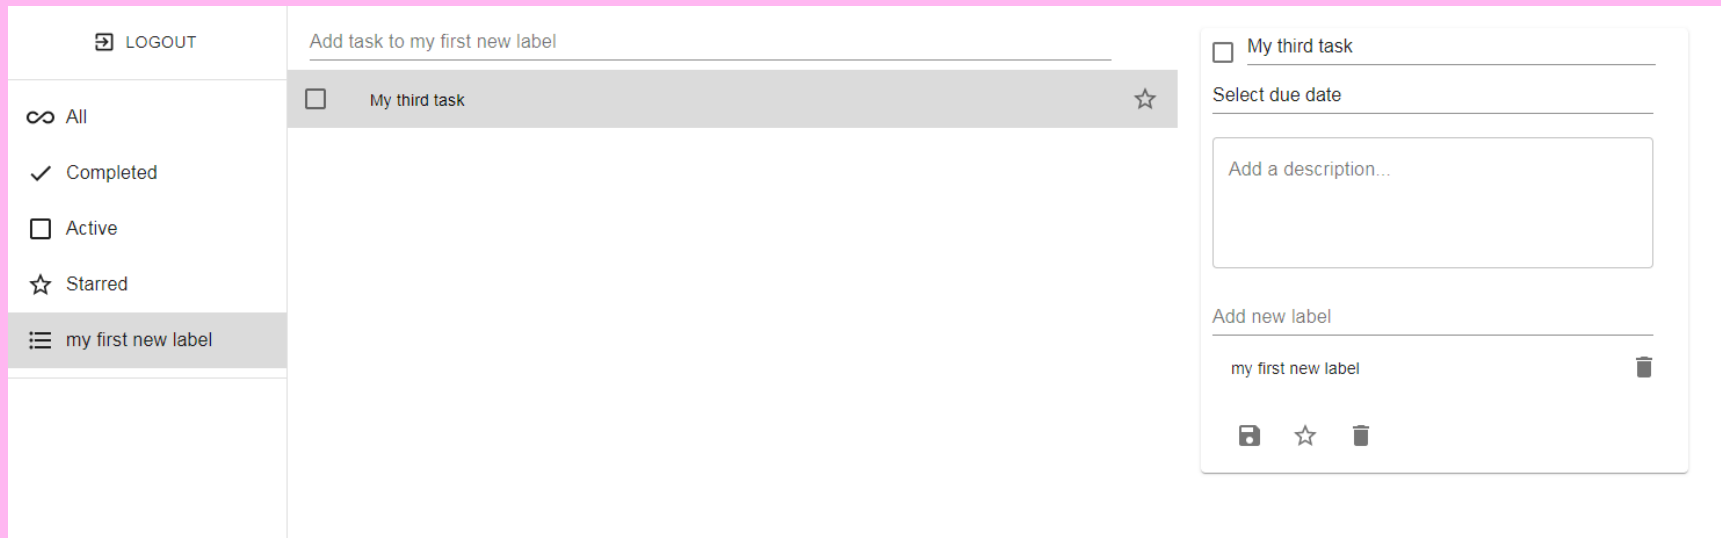 LOGOUT
All
Completed
Active
Starred
my first new label
Add task to my first new label
My third task
My third task
Select due date
Add a description...
Add new label
my first new label